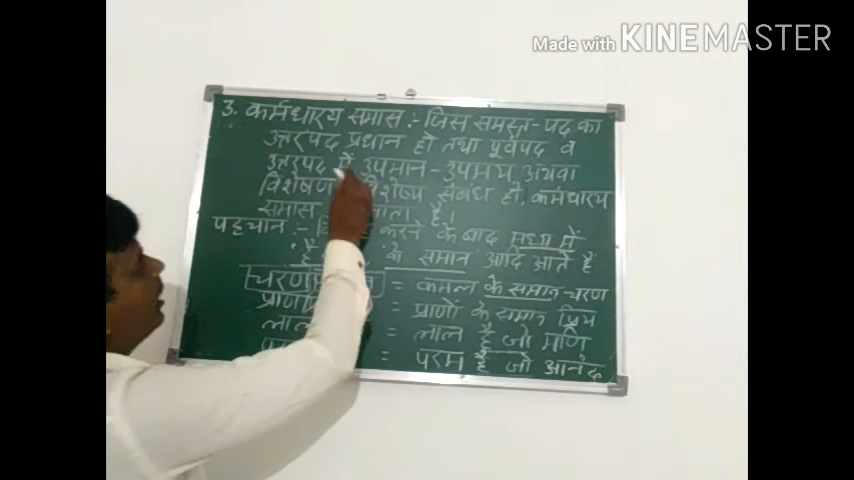 Made with KINEMASTER
3. कर्मधारय समास :- जिस समस्त-पद का
उत्तरपद प्रधान हो तथा पूर्वपद व
उत्तरपद में उपमान-उपमेय अथवा
विशेषण विशेष्य संबंध हो, कर्मधारय
समास है।
पहचान :- करने के बाद मध्य में
है के समान आदि आते हैं
= कमल के समान चरण
= प्राणों के समान प्रिय
लाल = लाल है जो मणि
= परम है जो आनंद